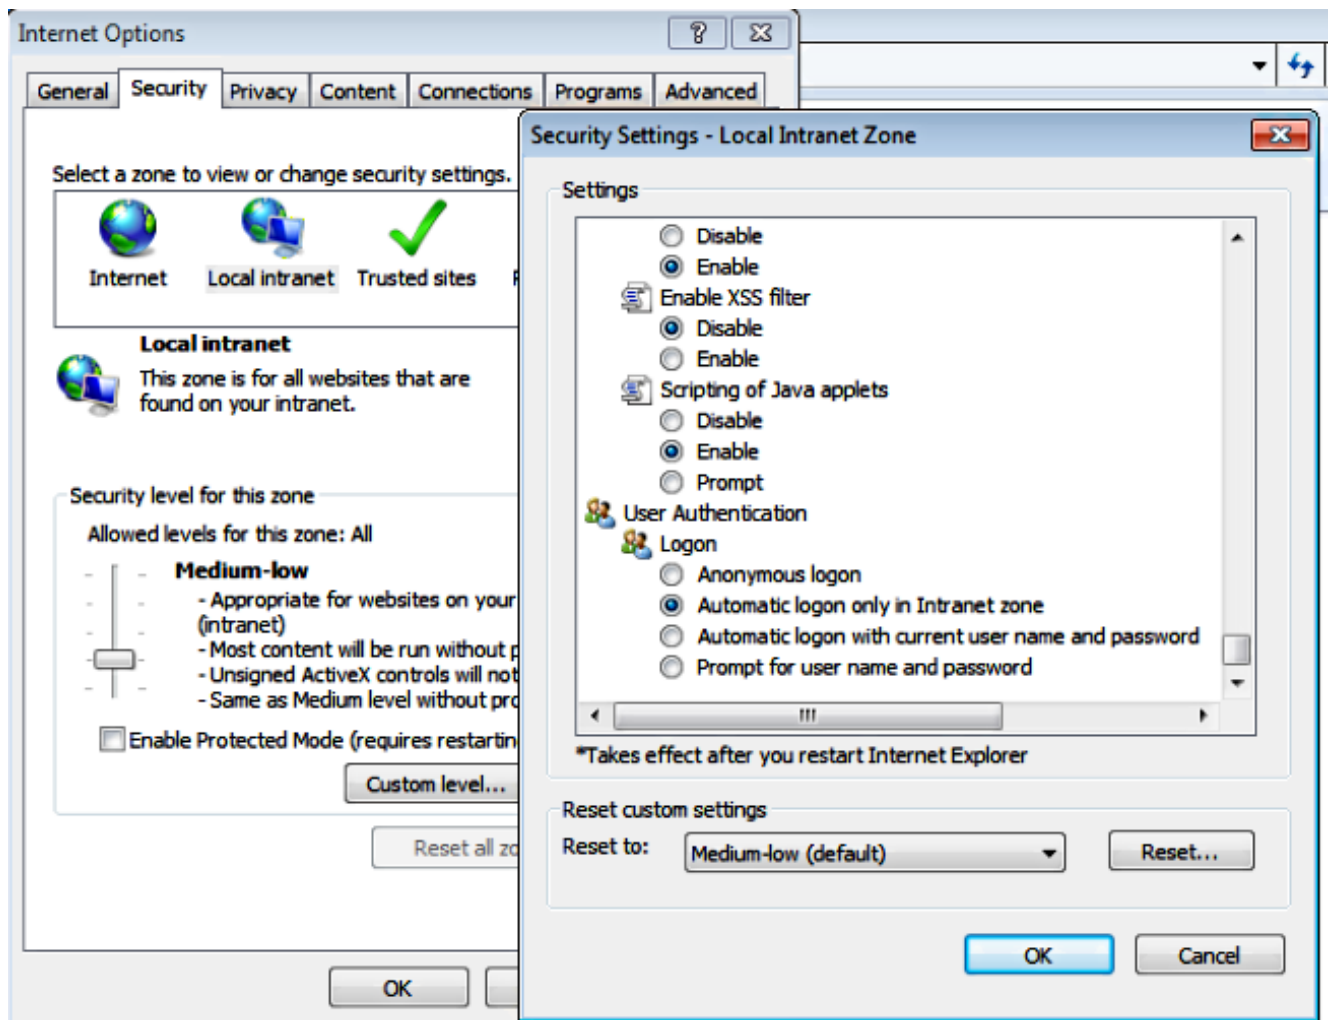 Internet Options
General Security Privacy Content Connections Programs Advanced
Select a zone to view or change security settings.
Internet Local intranet Trusted sites
Local intranet
This zone is for all websites that are
found on your intranet.
Security level for this zone
Allowed levels for this zone: All
Medium-low
- Appropriate for websites on your
(intranet)
- Most content will be run without
- Unsigned ActiveX controls will not
- Same as Medium level without
Enable Protected Mode (requires
Custom level...
Reset all
OK
Security Settings - Local Intranet Zone
Settings
Disable
Enable
Enable XSS filter
Disable
Enable
Scripting of Java applets
Disable
Enable
Prompt
User Authentication
Logon
Anonymous logon
Automatic logon only in Intranet zone
Automatic logon with current user name and password
Prompt for user name and password
*Takes effect after you restart Internet Explorer
Reset custom settings
Reset to: Medium-low (default) Reset...
OK Cancel